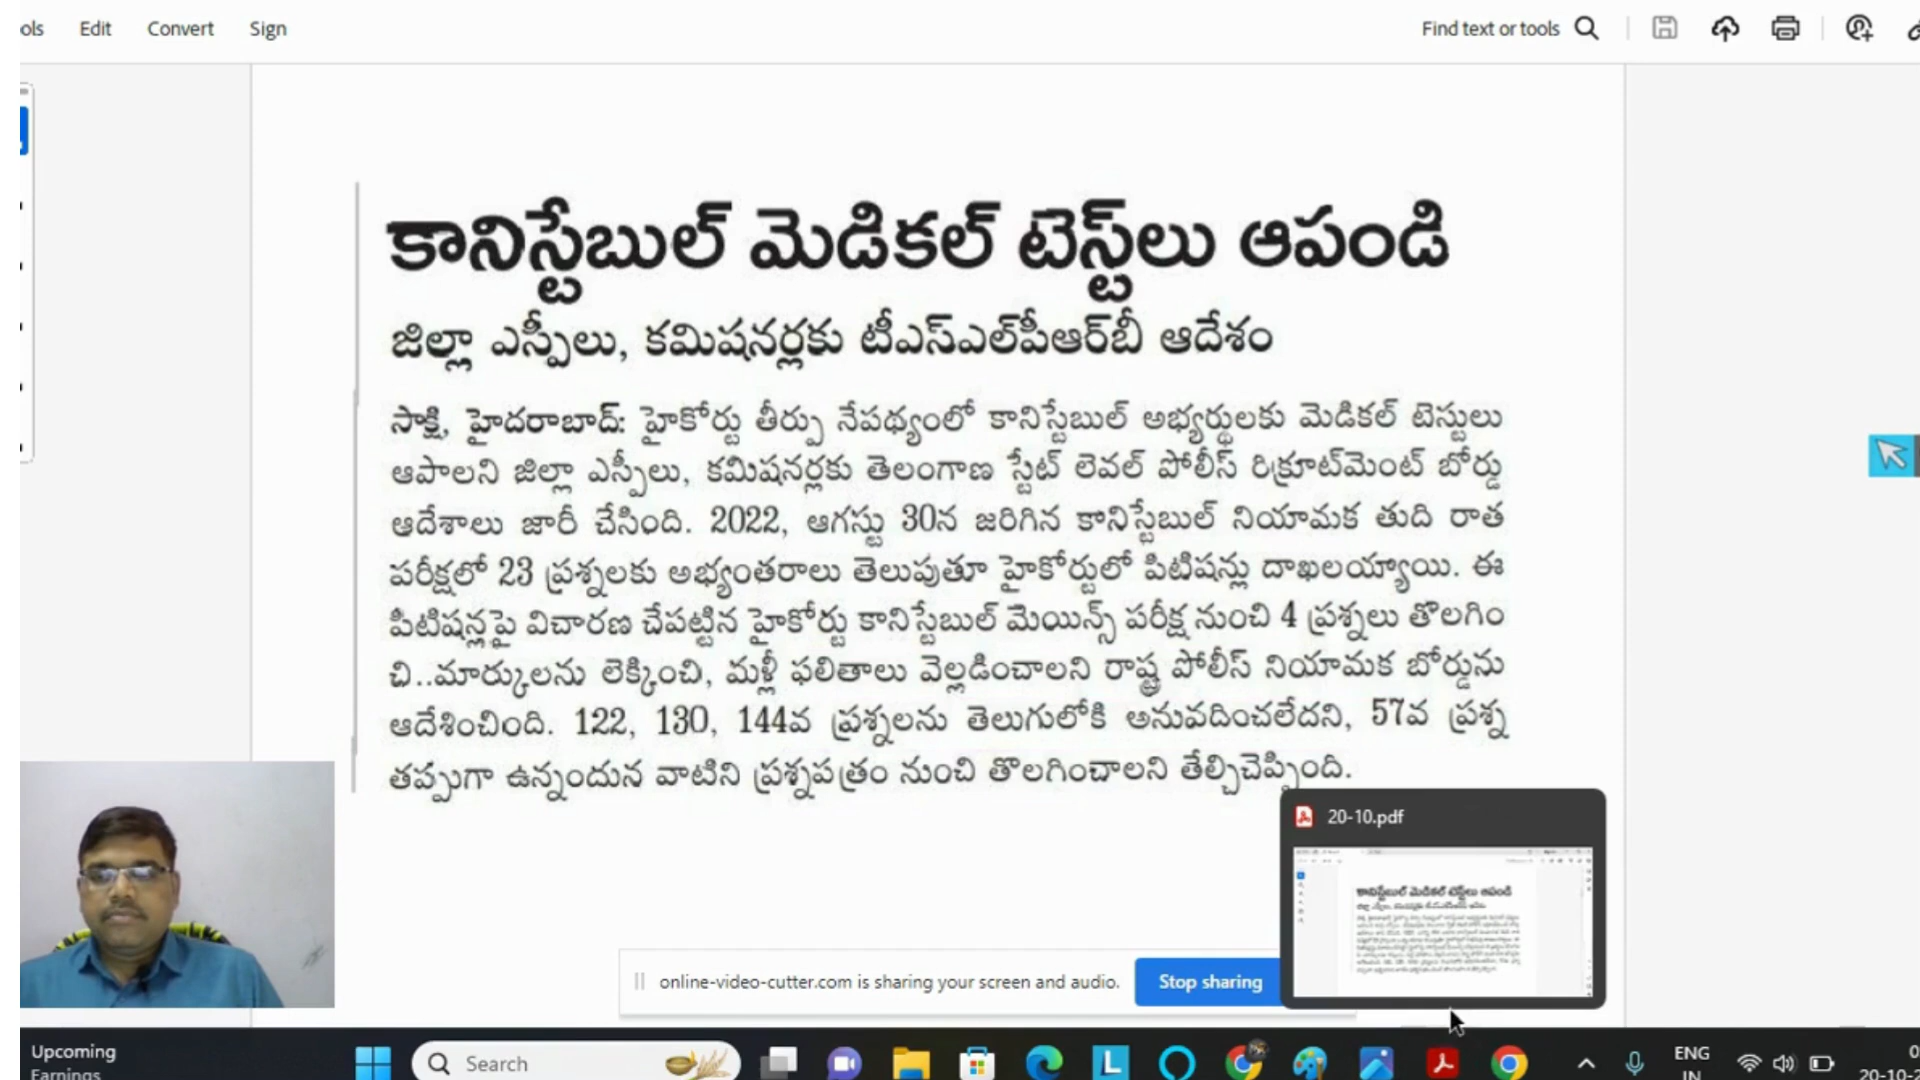 ols Edit Convert Sign Find text or tools
కానిస్టేబుల్ మెడికల్ టెస్ట్‌లు ఆపండి
జిల్లా ఎస్పీలు, కమిషనర్లకు టీఎస్ఎల్‌పీఆర్‌బీ ఆదేశం
సాక్షి, హైదరాబాద్: హైకోర్టు తీర్పు నేపథ్యంలో కానిస్టేబుల్ అభ్యర్థులకు మెడికల్ టెస్టులు
ఆపాలని జిల్లా ఎస్పీలు, కమిషనర్లకు తెలంగాణ స్టేట్ లెవల్ పోలీస్ రిక్రూట్‌మెంట్ బోర్డు
ఆదేశాలు జారీ చేసింది. 2022, ఆగస్టు 30న జరిగిన కానిస్టేబుల్ నియామక తుది రాత
పరీక్షలో 23 ప్రశ్నలకు అభ్యంతరాలు తెలుపుతూ హైకోర్టులో పిటిషన్లు దాఖలయ్యాయి. ఈ
పిటిషన్లపై విచారణ చేపట్టిన హైకోర్టు కానిస్టేబుల్ మెయిన్స్ పరీక్ష నుంచి 4 ప్రశ్నలు తొలగిం
చి..మార్కులను లెక్కించి, మళ్లీ ఫలితాలు వెల్లడించాలని రాష్ట్ర పోలీస్ నియామక బోర్డును
ఆదేశించింది. 122, 130, 144వ ప్రశ్నలను తెలుగులోకి అనువదించలేదని, 57వ ప్రశ్న
తప్పుగా ఉన్నందున వాటిని ప్రశ్నపత్రం నుంచి తొలగించాలని తేల్చిచెప్పింది.
20-10.pdf
కానిస్టేబుల్ మెడికల్ టెస్ట్‌లు ఆపండి
online-video-cutter.com is sharing your screen and audio. Stop sharing
Upcoming
Earnings
Search
ENG
IN
20-10-2